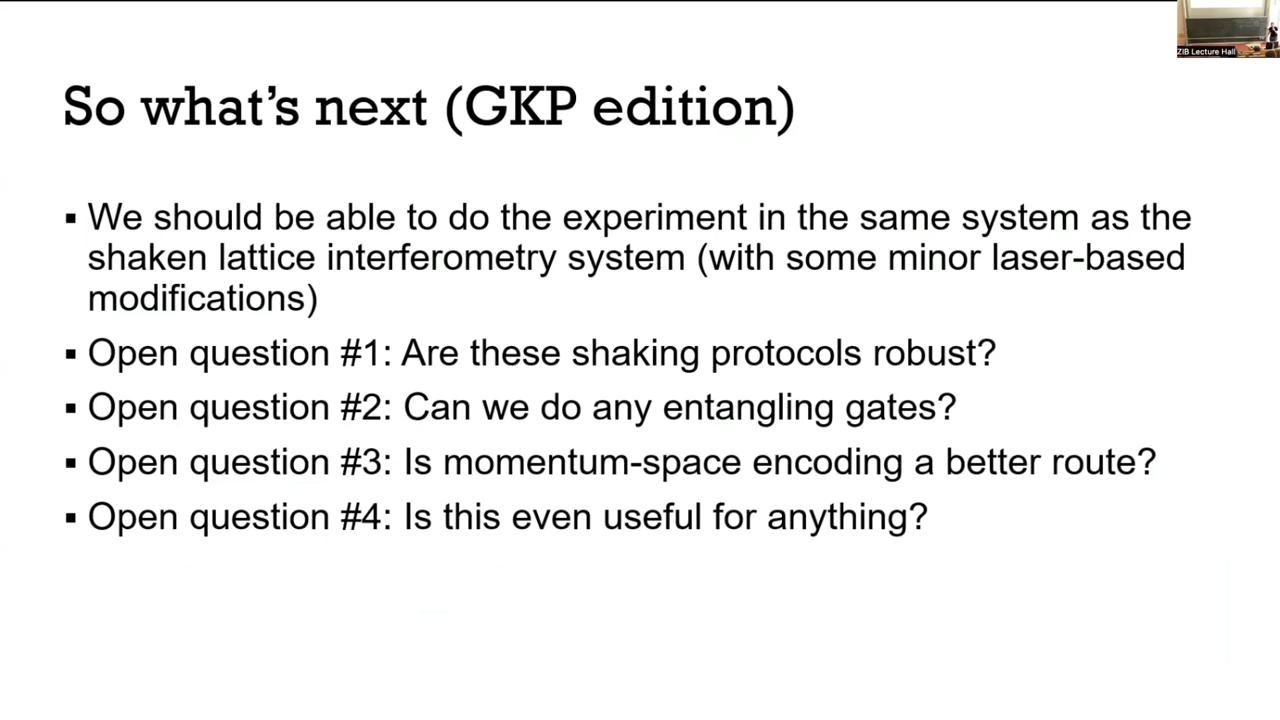 ZIB Lecture Hall
So what's next (GKP edition)
▪ We should be able to do the experiment in the same system as the
shaken lattice interferometry system (with some minor laser-based
modifications)
▪ Open question #1: Are these shaking protocols robust?
▪ Open question #2: Can we do any entangling gates?
▪ Open question #3: Is momentum-space encoding a better route?
▪ Open question #4: Is this even useful for anything?